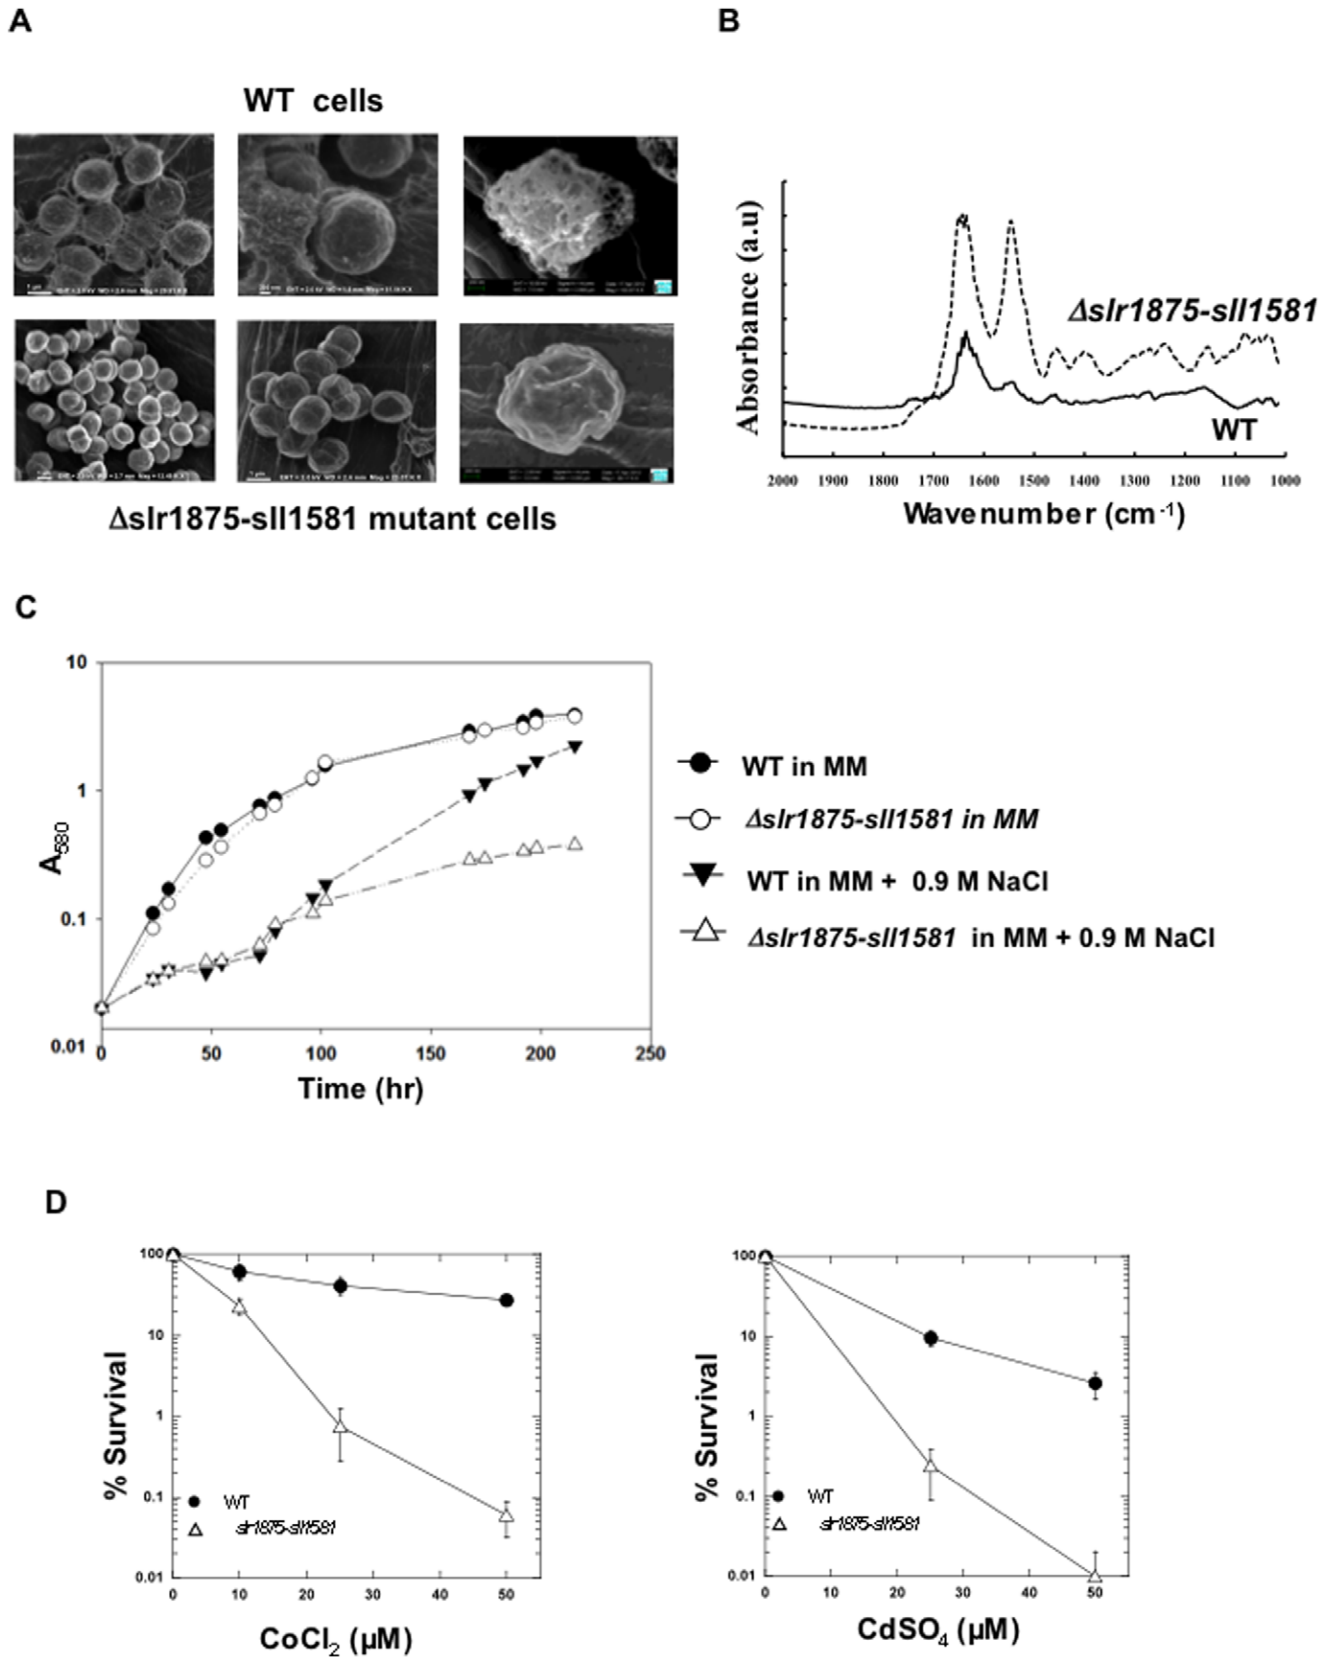 A
B
WT cells
Δslr1875-sll1581 mutant cells
Absorbance (a.u)
Δslr1875-sll1581
WT
2000 1900 1800 1700 1600 1500 1400 1300 1200 1100 1000
Wavenumber (cm-1)
C
10
1
0.1
0.01
A580
0 50 100 150 200 250
Time (hr)
WT in MM
Δslr1875-sll1581 in MM
WT in MM + 0.9 M NaCl
Δslr1875-sll1581 in MM + 0.9 M NaCl
D
100
10
1
0.1
0.01
% Survival
WT
slr1875-sll1581
0 10 20 30 40 50
CoCl2 (µM)
100
10
1
0.1
0.01
% Survival
WT
slr1875-sll1581
0 10 20 30 40 50
CdSO4 (µM)